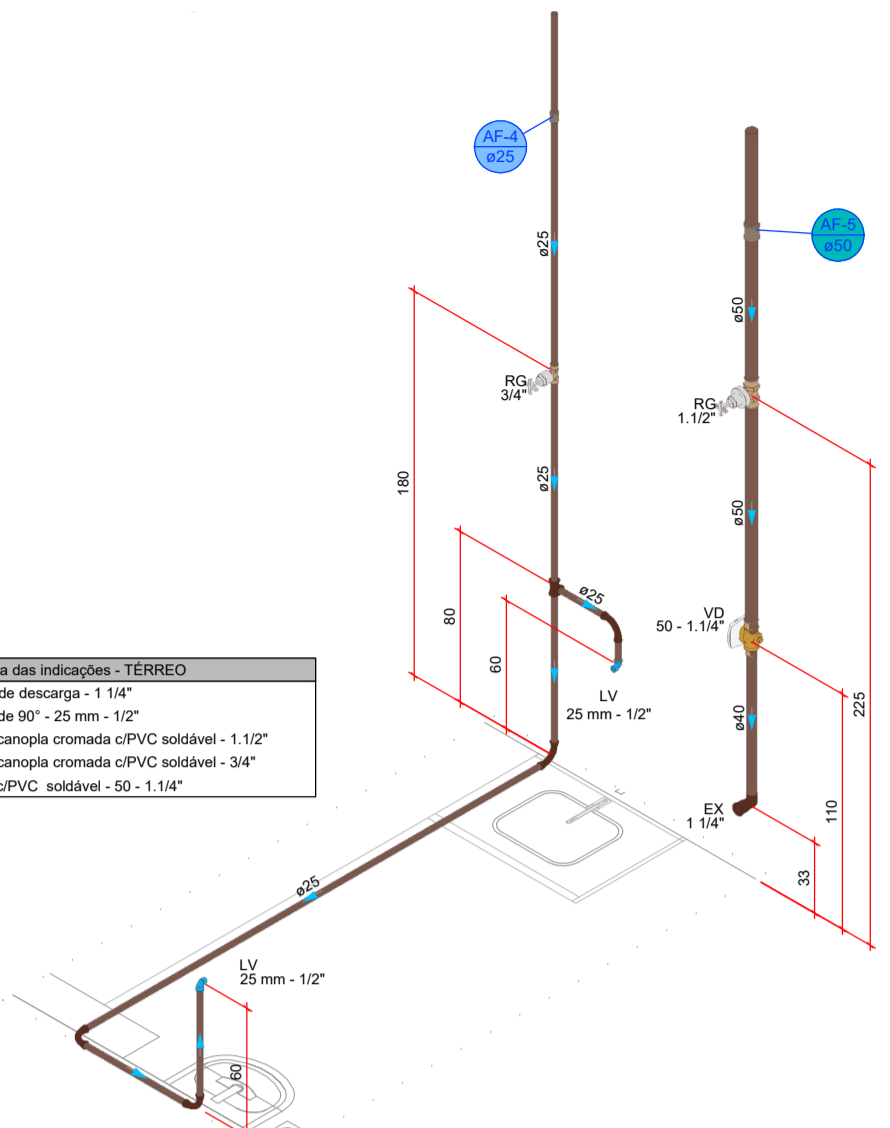 AF-4
ø25
AF-5
ø50
ø25
ø50
RG
3/4"
RG
1.1/2"
180
ø25
ø50
80
ø25
VD
50 - 1.1/4"
60
LV
25 mm - 1/2"
225
a das indicações - TÉRREO
de descarga - 1 1/4"
de 90° - 25 mm - 1/2"
canopla cromada c/PVC soldável - 1.1/2"
canopla cromada c/PVC soldável - 3/4"
c/PVC soldável - 50 - 1.1/4"
ø40
EX
1 1/4"
110
33
ø25
LV
25 mm - 1/2"
60